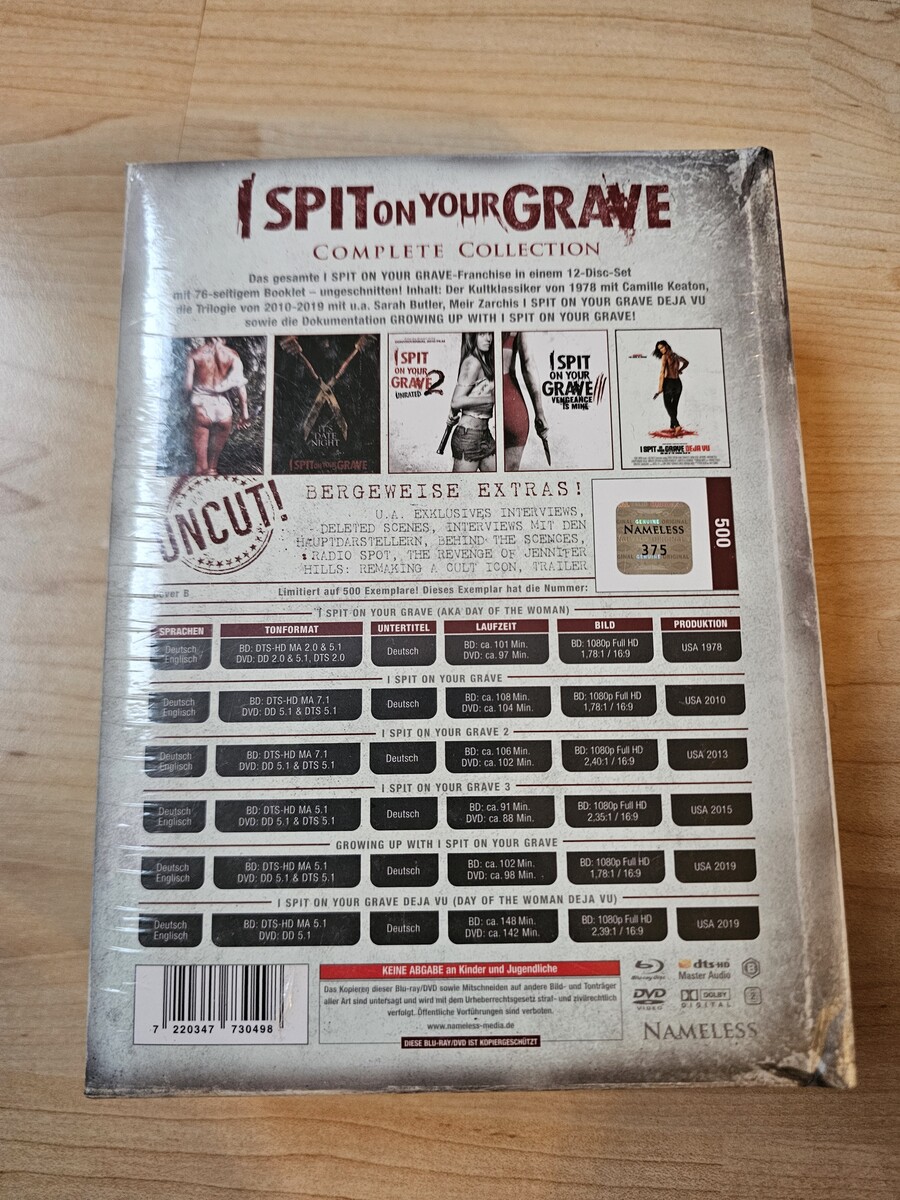 I SPIT ON YOUR GRAVE
COMPLETE COLLECTION
Das gesamte I SPIT ON YOUR GRAVE-Franchise in einem 12-Disc-Set
mit 76-seitigem Booklet – ungeschnitten! Inhalt: Der Kultklassiker von 1978 mit Camille Keaton,
die Trilogie von 2010-2019 mit u.a. Sarah Butler, Meir Zarchis I SPIT ON YOUR GRAVE DEJA VU
sowie die Dokumentation GROWING UP WITH I SPIT ON YOUR GRAVE!
IT'S
DATE
NIGHT
I SPIT ON YOUR GRAVE
I SPIT
ON YOUR
GRAVE 2
UNRATED
I SPIT
ON YOUR
GRAVE III
VENGEANCE
IS MINE
I SPIT ON YOUR GRAVE DEJA VU
UNCUT!
BERGEWEISE EXTRAS!
U.A. EXKLUSIVES INTERVIEWS,
DELETED SCENES, INTERVIEWS MIT DEN
HAUPTDARSTELLERN, BEHIND THE SCENCES,
RADIO SPOT, THE REVENGE OF JENNIFER
HILLS: REMAKING A CULT ICON, TRAILER
GENUINE
NAMELESS
375
GENUINE ORIGINAL
500
Cover B
Limitiert auf 500 Exemplare! Dieses Exemplar hat die Nummer:
I SPIT ON YOUR GRAVE (AKA DAY OF THE WOMAN)
SPRACHEN TONFORMAT UNTERTITEL LAUFZEIT BILD PRODUKTION
Deutsch BD: DTS-HD MA 2.0 & 5.1 Deutsch BD: ca. 101 Min. BD: 1080p Full HD USA 1978
Englisch DVD: DD 2.0 & 5.1, DTS 2.0 DVD: ca. 97 Min. 1,78:1 / 16:9
I SPIT ON YOUR GRAVE
Deutsch BD: DTS-HD MA 7.1 Deutsch BD: ca. 108 Min. BD: 1080p Full HD USA 2010
Englisch DVD: DD 5.1 & DTS 5.1 DVD: ca. 104 Min. 1,78:1 / 16:9
I SPIT ON YOUR GRAVE 2
Deutsch BD: DTS-HD MA 7.1 Deutsch BD: ca. 106 Min. BD: 1080p Full HD USA 2013
Englisch DVD: DD 5.1 & DTS 5.1 DVD: ca. 102 Min. 2,40:1 / 16:9
I SPIT ON YOUR GRAVE 3
Deutsch BD: DTS-HD MA 5.1 Deutsch BD: ca. 91 Min. BD: 1080p Full HD USA 2015
Englisch DVD: DD 5.1 & DTS 5.1 DVD: ca. 88 Min. 2.35:1 / 16:9
GROWING UP WITH I SPIT ON YOUR GRAVE
Deutsch BD: DTS-HD MA 5.1 Deutsch BD: ca. 102 Min. BD: 1080p Full HD USA 2019
Englisch DVD: DD 5.1 & DTS 5.1 DVD: ca. 98 Min. 1,78:1 / 16:9
I SPIT ON YOUR GRAVE DEJA VU (DAY OF THE WOMAN DEJA VU)
Deutsch BD: DTS-HD MA 5.1 Deutsch BD: ca. 148 Min. BD: 1080p Full HD USA 2019
Englisch DVD: DD 5.1 DVD: ca. 142 Min. 2.39:1 / 16:9
KEINE ABGABE an Kinder und Jugendliche
Das Kopieren dieser Blu-ray/DVD sowie Mitschneiden auf andere Bild- und Tonträger
aller Art sind untersagt und wird mit dem Urheberrechtsgesetz straf- und zivilrechtlich
verfolgt. Öffentliche Vorführungen sind verboten.
www.nameless-media.de
DIESE BLU-RAY/DVD IST KOPIERGESCHÜTZT
7 220347 730498
Blu-ray Disc dts-HD Master Audio B
DVD VIDEO DOLBY DIGITAL 2
NAMELESS